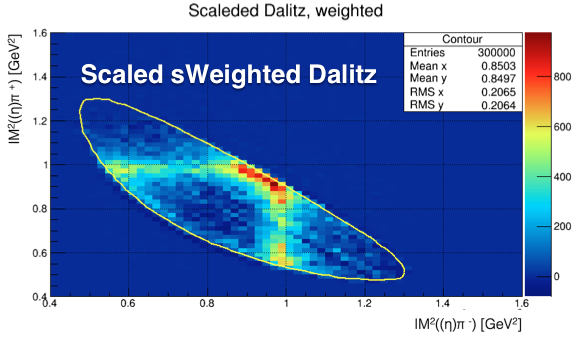 Scaleded Dalitz, weighted
IM²((η)π⁺) [GeV²]
1.6
1.4
1.2
1
0.8
0.6
0.4
Scaled sWeighted Dalitz
Contour
Entries 300000
Mean x 0.8503
Mean y 0.8497
RMS x 0.2065
RMS y 0.2064
800
600
400
200
0
0.4 0.6 0.8 1 1.2 1.4 1.6
IM²((η)π⁻) [GeV²]